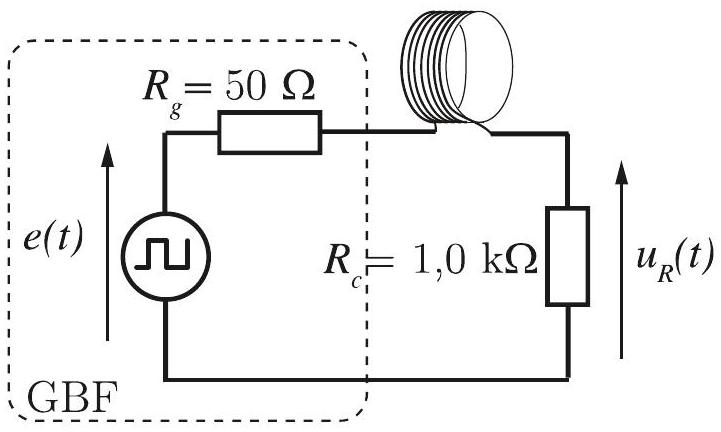 R_g = 50 Ω
e(t)
R_c = 1,0 kΩ
u_R(t)
GBF